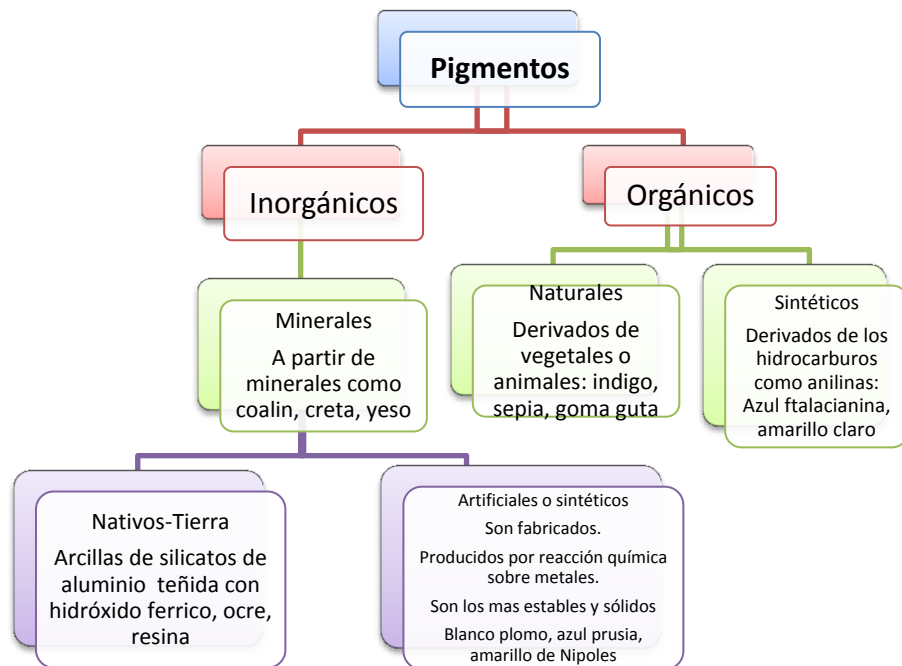 Pigmentos
Inorgánicos
Orgánicos
Minerales
A partir de
minerales como
coalin, creta, yeso
Naturales
Derivados de
vegetales o
animales: indigo,
sepia, goma guta
Sintéticos
Derivados de los
hidrocarburos
como anilinas:
Azul ftalacianina,
amarillo claro
Nativos-Tierra
Arcillas de silicatos de
aluminio teñida con
hidróxido ferrico, ocre,
resina
Artificiales o sintéticos
Son fabricados.
Producidos por reacción química
sobre metales.
Son los mas estables y sólidos
Blanco plomo, azul prusia,
amarillo de Nipoles